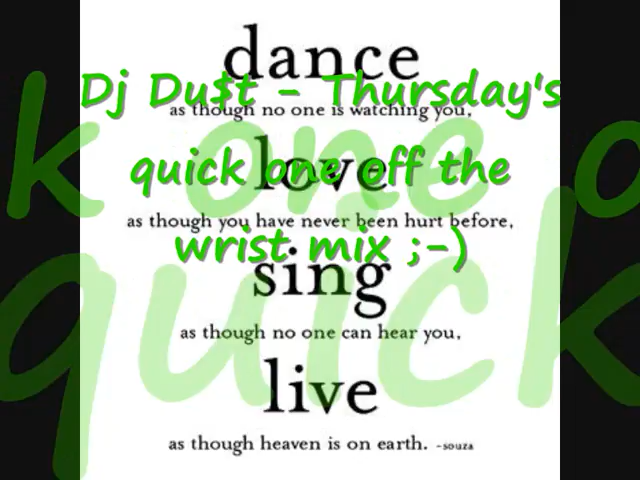 dance
Dj Du$t - Thursday's
as though no one is watching you,
quick one off the
love
as though you have never been hurt before,
wrist mix ;-)
sing
as though no one can hear you,
live
as though heaven is on earth. -souza
k one o
quick